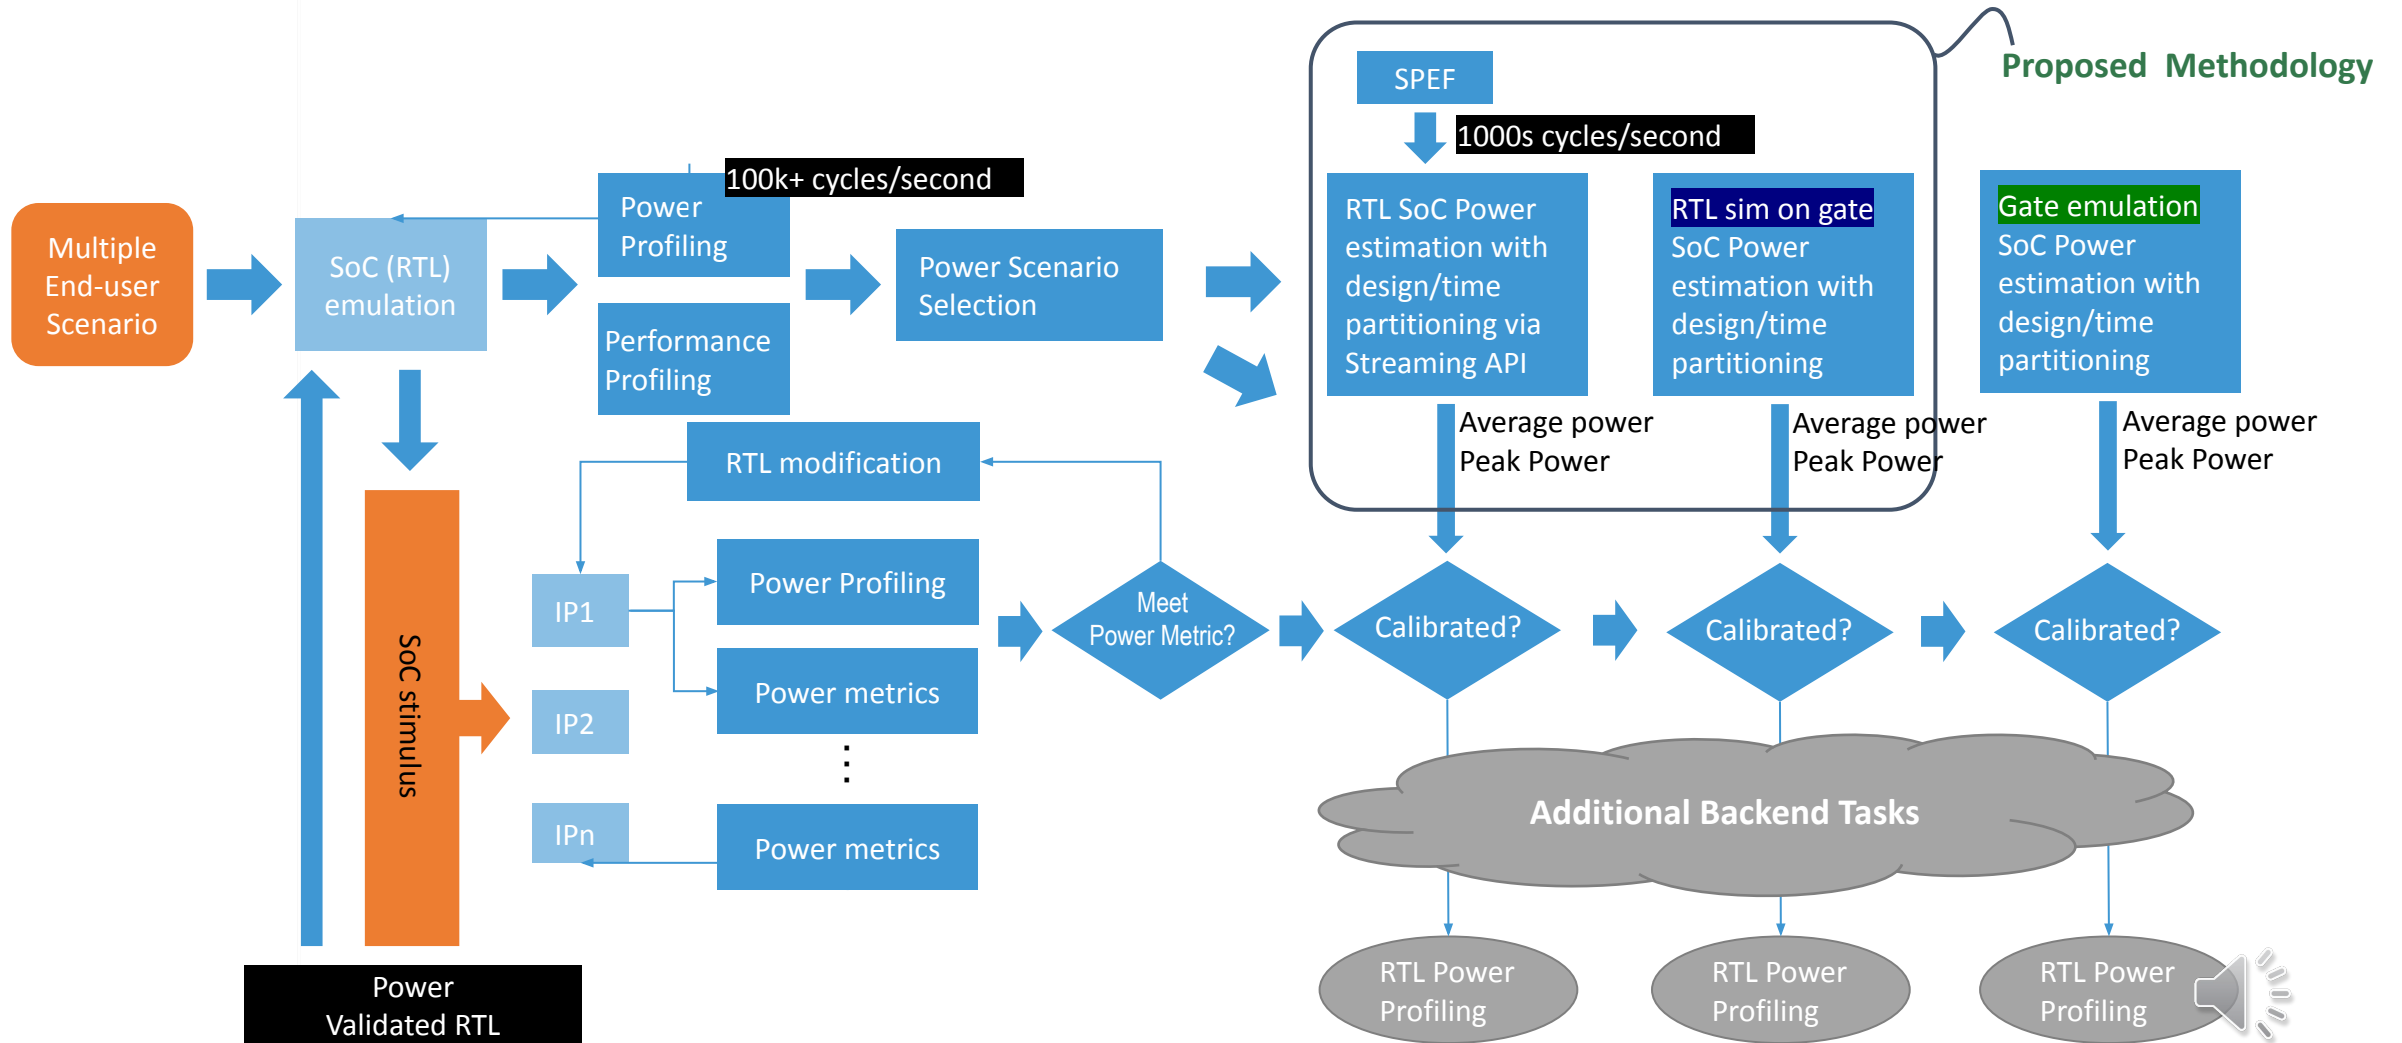 Proposed Methodology
SPEF
1000s cycles/second
100k+ cycles/second
Multiple
End-user
Scenario
SoC (RTL)
emulation
Power
Profiling
Performance
Profiling
Power Scenario
Selection
RTL SoC Power
estimation with
design/time
partitioning via
Streaming API
RTL sim on gate
SoC Power
estimation with
design/time
partitioning
Gate emulation
SoC Power
estimation with
design/time
partitioning
Average power
Peak Power
Average power
Peak Power
Average power
Peak Power
RTL modification
SoC stimulus
IP1
IP2
IPn
Power Profiling
Power metrics
⋮
Power metrics
Meet
Power Metric?
Calibrated?
Calibrated?
Calibrated?
Additional Backend Tasks
RTL Power
Profiling
RTL Power
Profiling
RTL Power
Profiling
Power
Validated RTL